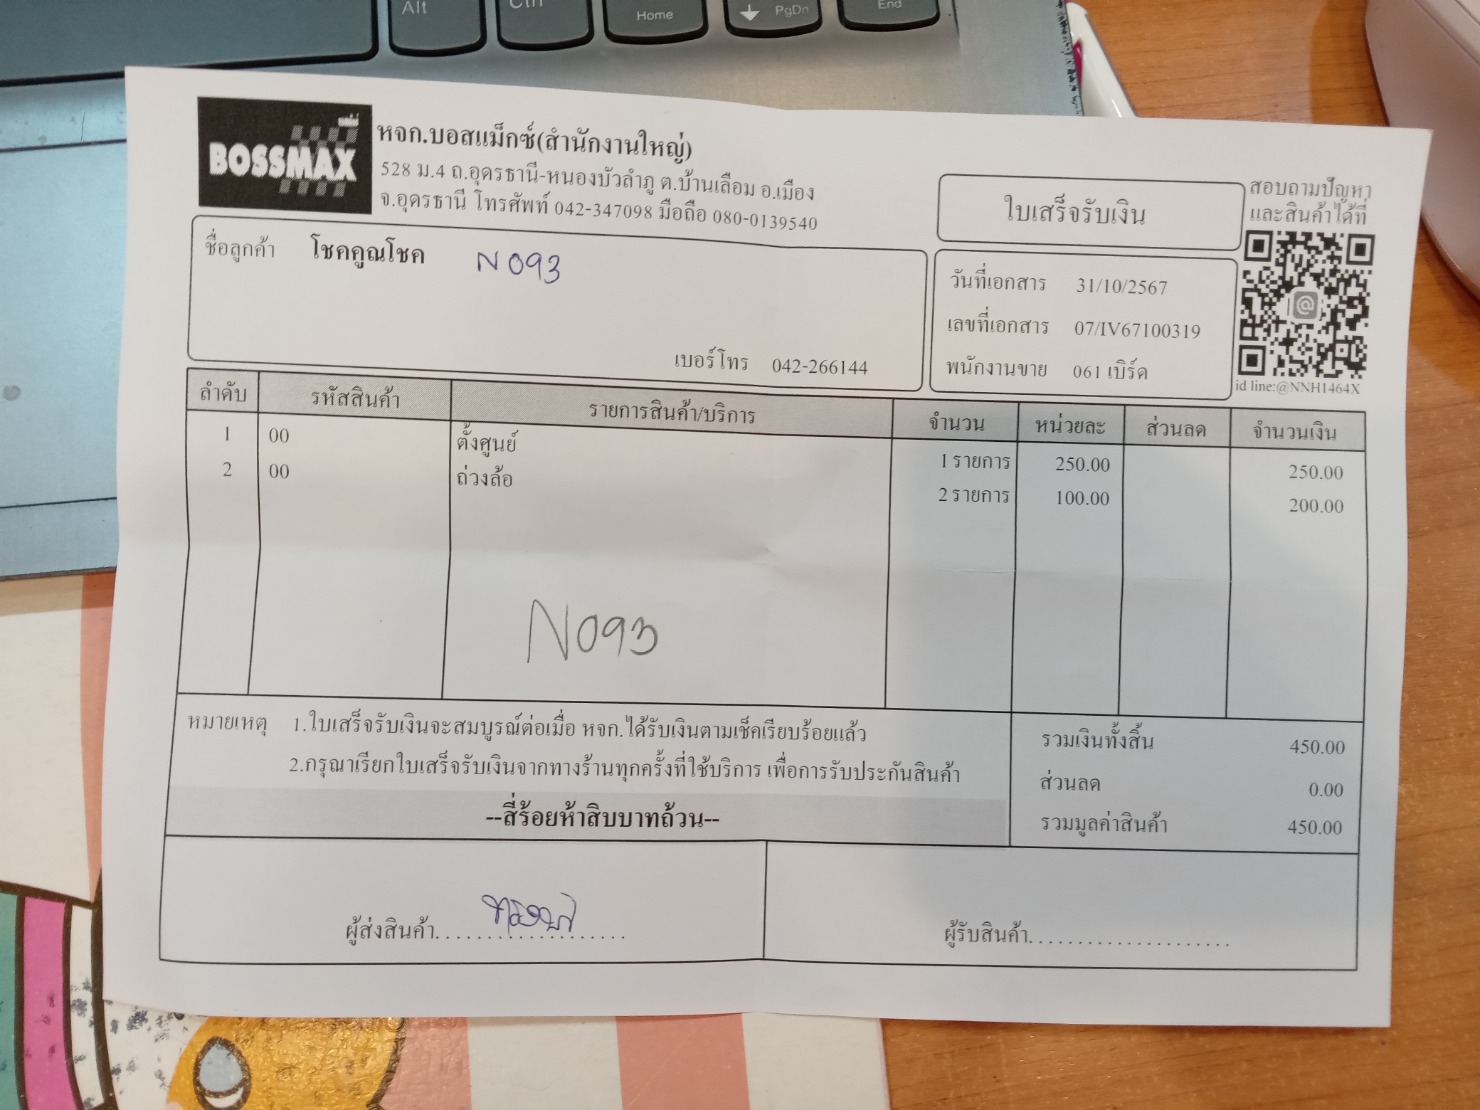 Alt
Ctrl
Home
PgDn
End
BOSSMAX
หจก.บอสแม็กซ์(สำนักงานใหญ่)
528 ม.4 ถ.อุดรธานี-หนองบัวลำภู ต.บ้านเลื่อม อ.เมือง
จ.อุดรธานี โทรศัพท์ 042-347098 มือถือ 080-0139540
ใบเสร็จรับเงิน
สอบถามปัญหา
และสินค้าได้ที่
id line:@NNH1464X
ชื่อลูกค้า โชคคูณโชค N093
เบอร์โทร 042-266144
วันที่เอกสาร 31/10/2567
เลขที่เอกสาร 07/IV67100319
พนักงานขาย 061 เบิร์ด
ลำดับ รหัสสินค้า รายการสินค้า/บริการ จำนวน หน่วยละ ส่วนลด จำนวนเงิน
1 00 ตั้งศูนย์ 1 รายการ 250.00 250.00
2 00 ถ่วงล้อ 2 รายการ 100.00 200.00
N093
หมายเหตุ 1.ใบเสร็จรับเงินจะสมบูรณ์ต่อเมื่อ หจก.ได้รับเงินตามเช็คเรียบร้อยแล้ว
2.กรุณาเรียกใบเสร็จรับเงินจากทางร้านทุกครั้งที่ใช้บริการ เพื่อการรับประกันสินค้า
--สี่ร้อยห้าสิบบาทถ้วน--
รวมเงินทั้งสิ้น 450.00
ส่วนลด 0.00
รวมมูลค่าสินค้า 450.00
ผู้ส่งสินค้า....................
ผู้รับสินค้า.....................